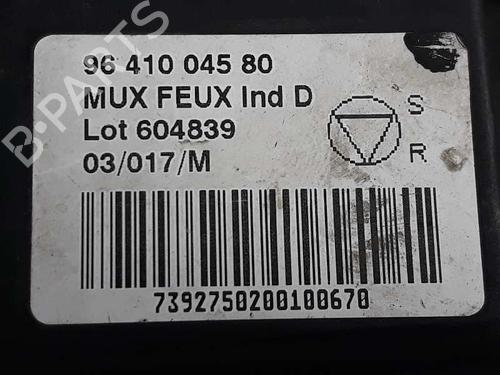 96 410 045 80
MUX FEUX Ind D
Lot 604839
03/017/M
S
R
7392750200100670
B-PARTS